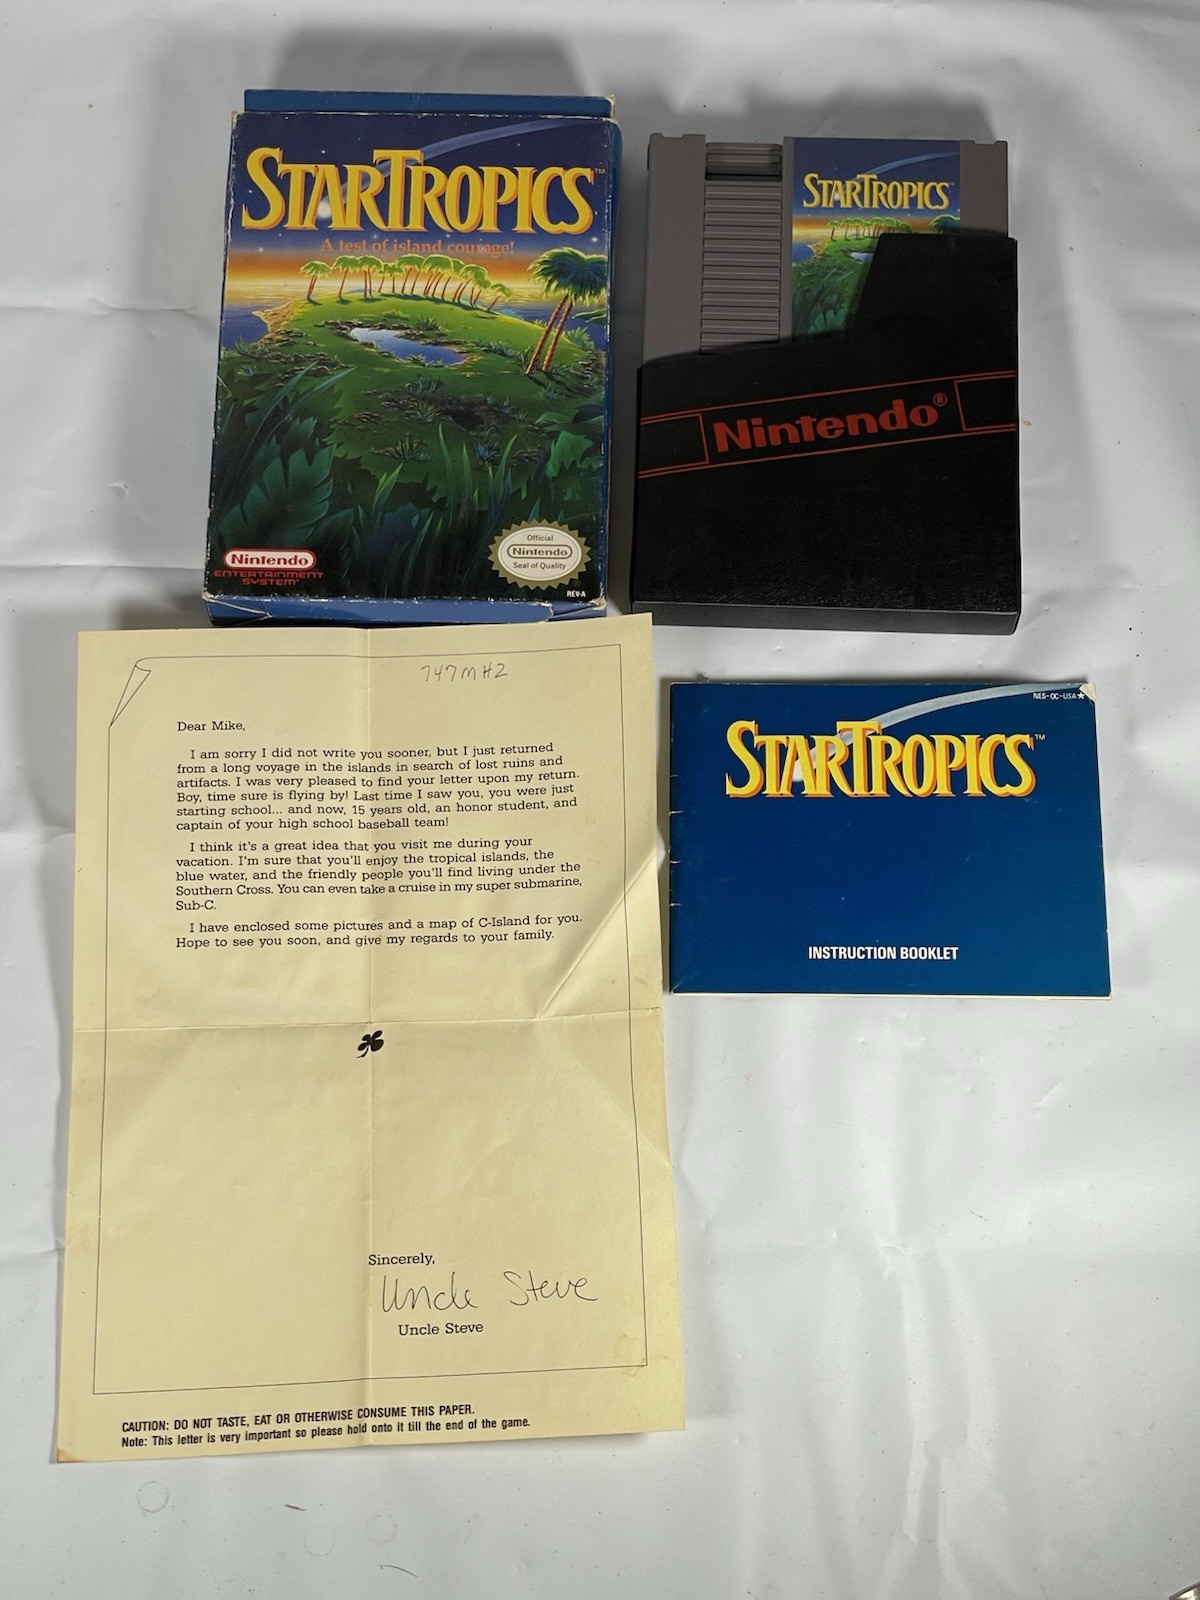 STARTROPICS™
A test of island courage!
Nintendo
ENTERTAINMENT
SYSTEM™
Official
Nintendo
Seal of Quality
REV-A
STARTROPICS™
Nintendo®
747MHZ
Dear Mike,
I am sorry I did not write you sooner, but I just returned
from a long voyage in the islands in search of lost ruins and
artifacts. I was very pleased to find your letter upon my return.
Boy, time sure is flying by! Last time I saw you, you were just
starting school... and now, 15 years old, an honor student, and
captain of your high school baseball team!
I think it's a great idea that you visit me during your
vacation. I'm sure that you'll enjoy the tropical islands, the
blue water, and the friendly people you'll find living under the
Southern Cross. You can even take a cruise in my super submarine,
Sub-C.
I have enclosed some pictures and a map of C-Island for you.
Hope to see you soon, and give my regards to your family.
Sincerely,
Uncle Steve
Uncle Steve
CAUTION: DO NOT TASTE, EAT OR OTHERWISE CONSUME THIS PAPER.
Note: This letter is very important so please hold onto it till the end of the game.
NES-OC-USA★
STARTROPICS™
INSTRUCTION BOOKLET